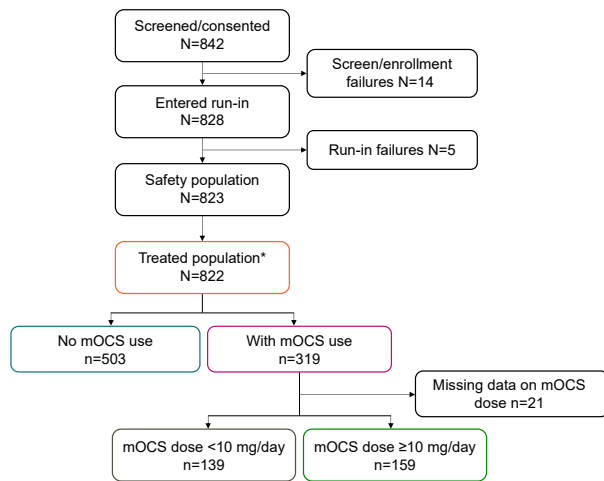 Screened/consented
N=842
Screen/enrollment
failures N=14
Entered run-in
N=828
Run-in failures N=5
Safety population
N=823
Treated population*
N=822
No mOCS use
n=503
With mOCS use
n=319
Missing data on mOCS
dose n=21
mOCS dose <10 mg/day
n=139
mOCS dose ≥10 mg/day
n=159